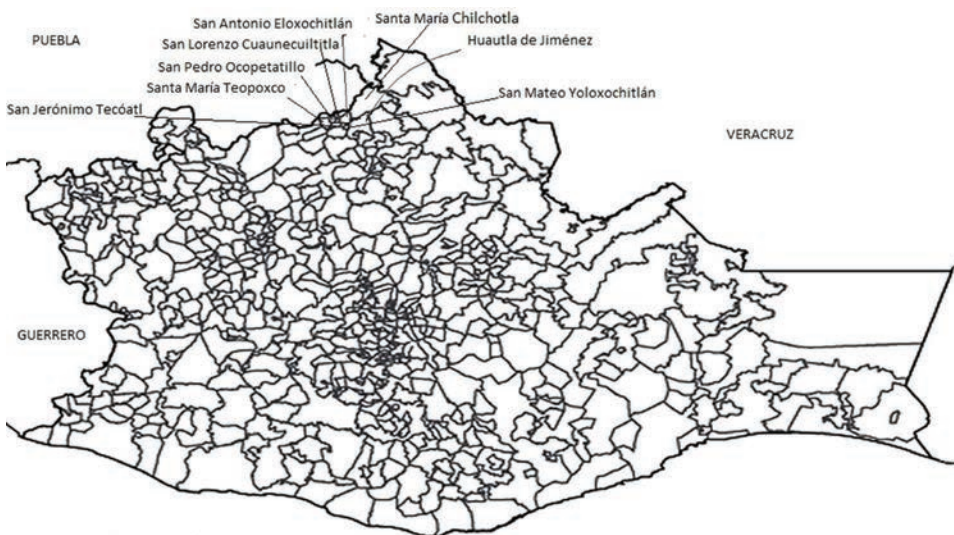 Santa María Chilchotla
San Antonio Eloxochitlán
PUEBLA
Huautla de Jiménez
San Lorenzo Cuaunecuiltitla
San Pedro Ocopetatillo
Santa María Teopoxco
San Mateo Yoloxochitlán
San Jerónimo Tecóatl
VERACRUZ
GUERRERO